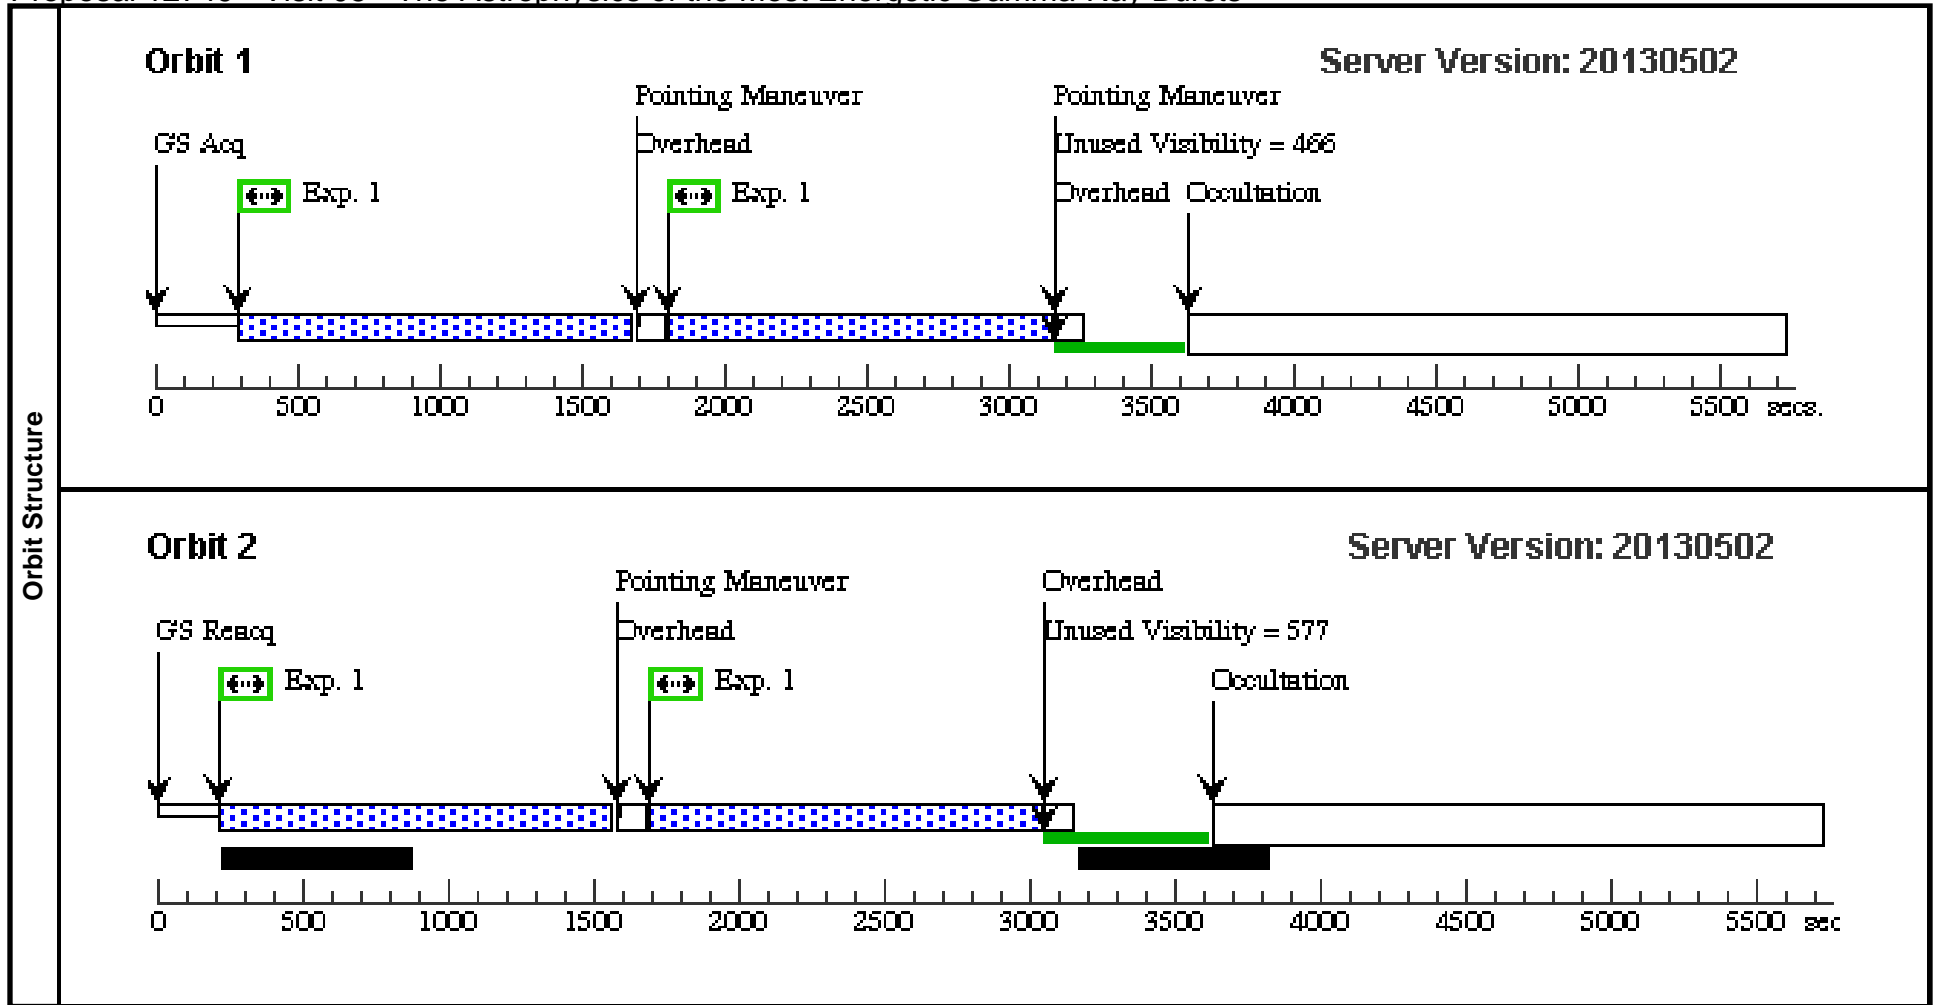 Orbit Structure
Orbit 1
Server Version: 20130502
Pointing Maneuver
Pointing Maneuver
GS Acq
Overhead
Unused Visibility = 466
Exp. 1
Exp. 1
Overhead
Occultation
0 500 1000 1500 2000 2500 3000 3500 4000 4500 5000 5500 secs.
Orbit 2
Server Version: 20130502
Pointing Maneuver
Overhead
GS Reacq
Overhead
Unused Visibility = 577
Exp. 1
Exp. 1
Occultation
0 500 1000 1500 2000 2500 3000 3500 4000 4500 5000 5500 sec